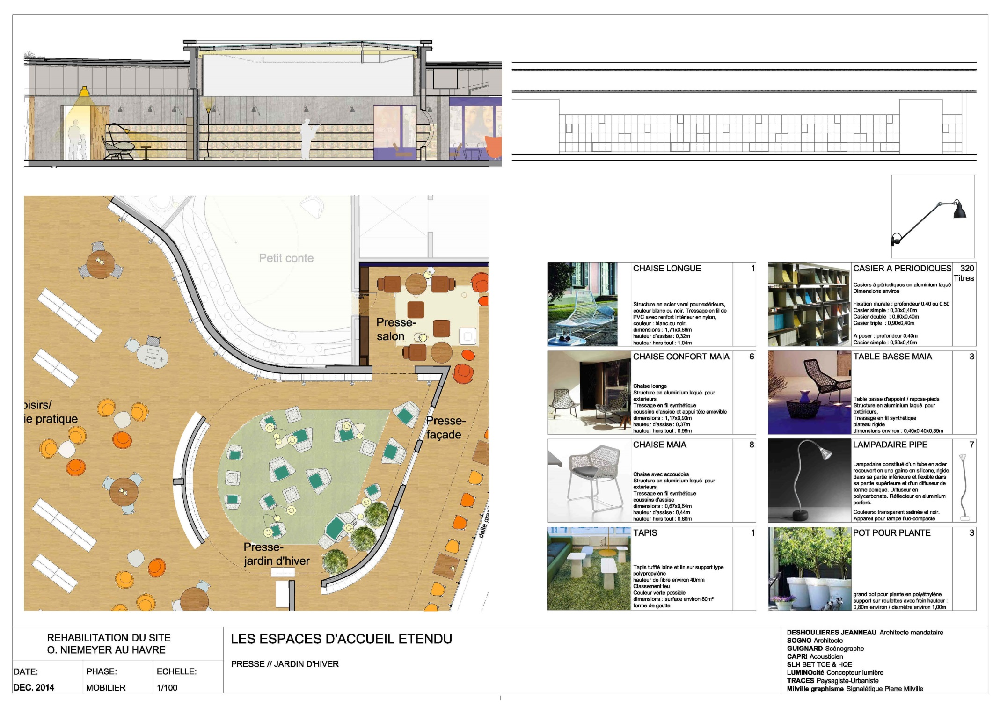 Petit conte
Presse-
salon
oisirs/
ie pratique
Presse-
façade
Presse-
jardin d'hiver
CHAISE LONGUE 1
Structure en acier verni pour extérieurs,
couleur blanc ou noir. Tressage en fil de
PVC avec renfort intérieur en nylon,
couleur : blanc ou noir.
dimensions : 1,71x0,86m
hauteur d'assise : 0,32m
hauteur hors tout : 1,04m
CASIER A PERIODIQUES 320
Titres
Casiers à périodiques en aluminium laqué
Dimensions environ
Fixation murale : profondeur 0,40 ou 0,50
Casier simple : 0,30x0,40m
Casier double : 0,60x0,40m
Casier triple : 0,90x0,40m
A poser : profondeur 0,40m
Casier simple : 0,30x0,40m
CHAISE CONFORT MAIA 6
Chaise lounge
Structure en aluminium laqué pour
extérieurs,
Tressage en fil synthétique
coussins d'assise et appui tête amovible
dimensions : 1,17x0,93m
hauteur d'assise : 0,37m
hauteur hors tout : 0,99m
TABLE BASSE MAIA 3
Table basse d'appoint / repose-pieds
Structure en aluminium laqué pour
extérieurs,
Tressage en fil synthétique
plateau rigide
dimensions environ : 0,40x0,40x0,35m
CHAISE MAIA 8
Chaise avec accoudoirs
Structure en aluminium laqué pour
extérieurs,
Tressage en fil synthétique
coussins d'assise
dimensions : 0,67x0,64m
hauteur d'assise : 0,44m
hauteur hors tout : 0,80m
LAMPADAIRE PIPE 7
Lampadaire constitué d'un tube en acier
recouvert en une gaine en silicone, rigide
dans sa partie inférieure et flexible dans
sa partie supérieure et d'un diffuseur de
forme conique. Diffuseur en
polycarbonate. Réflecteur en aluminium
perforé.
Couleurs: transparent satinée et noir.
Appareil pour lampe fluo-compacte
TAPIS 1
Tapis tuffté laine et lin sur support type
polypropylène
hauteur de fibre environ 40mm
Classement feu
Couleur verte possible
dimensions : surface environ 80m²
forme de goutte
POT POUR PLANTE 3
grand pot pour plante en polyéthylène
support sur roulettes avec frein hauteur :
0,80m environ / diamètre environ 1,00m
REHABILITATION DU SITE
O. NIEMEYER AU HAVRE
DATE: PHASE: ECHELLE:
DEC. 2014 MOBILIER 1/100
LES ESPACES D'ACCUEIL ETENDU
PRESSE // JARDIN D'HIVER
DESHOULIERES JEANNEAU Architecte mandataire
SOGNO Architecte
GUIGNARD Scénographe
CAPRI Acousticien
SLH BET TCE & HQE
LUMINOcité Concepteur lumière
TRACES Paysagiste-Urbaniste
Milville graphisme Signalétique Pierre Milville
dalle